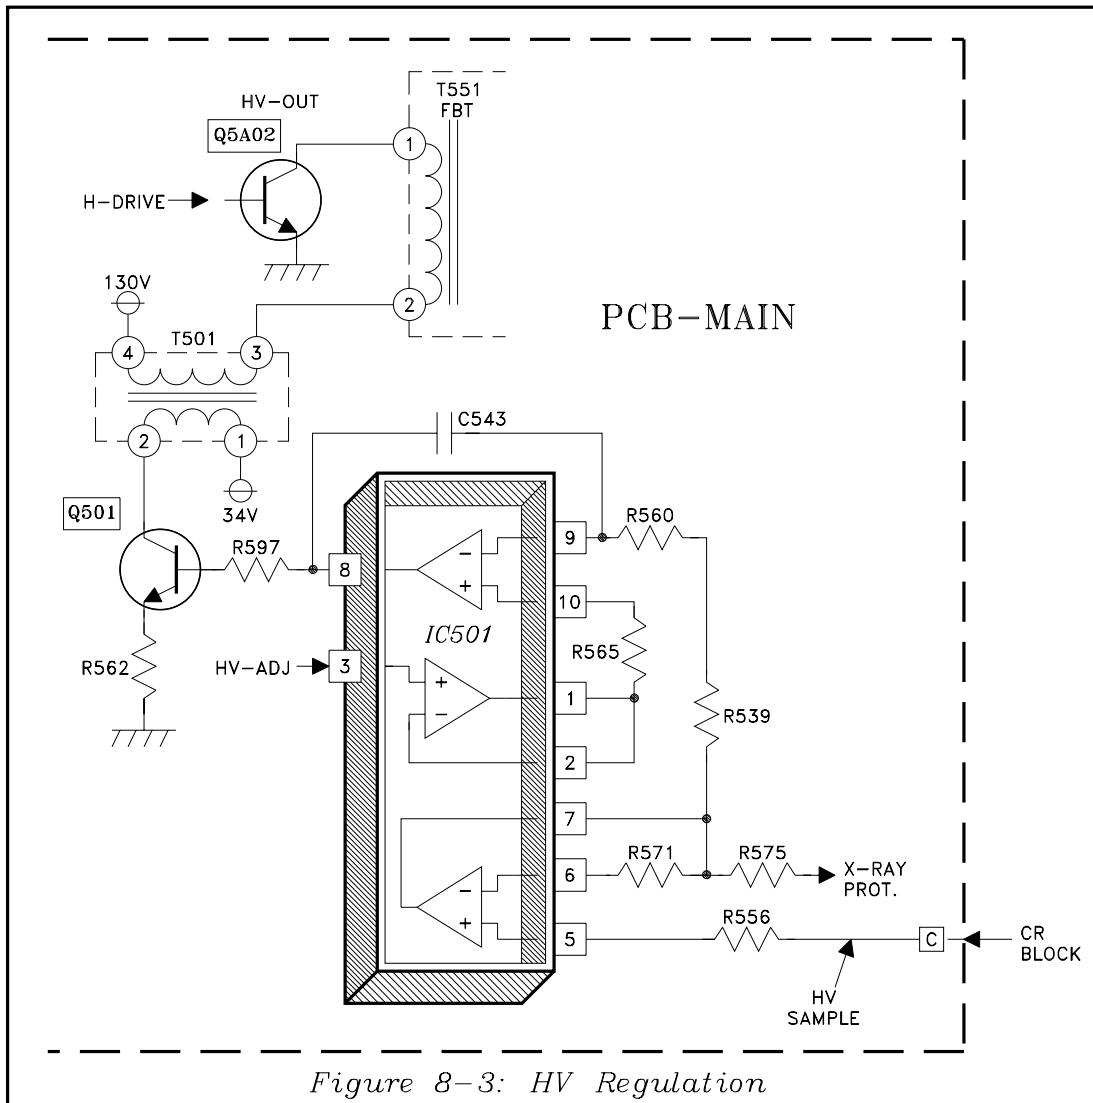 T551
FBT
HV-OUT
Q5A02
1
H-DRIVE
2
130V
PCB-MAIN
T501
4
3
2
1
C543
34V
Q501
R597
8
9
R560
10
IC501
R565
R562
HV-ADJ
3
1
R539
2
7
R571
R575
6
X-RAY
PROT.
5
R556
C
CR
BLOCK
HV
SAMPLE
-
+
+
-
-
+
Figure 8-3: HV Regulation